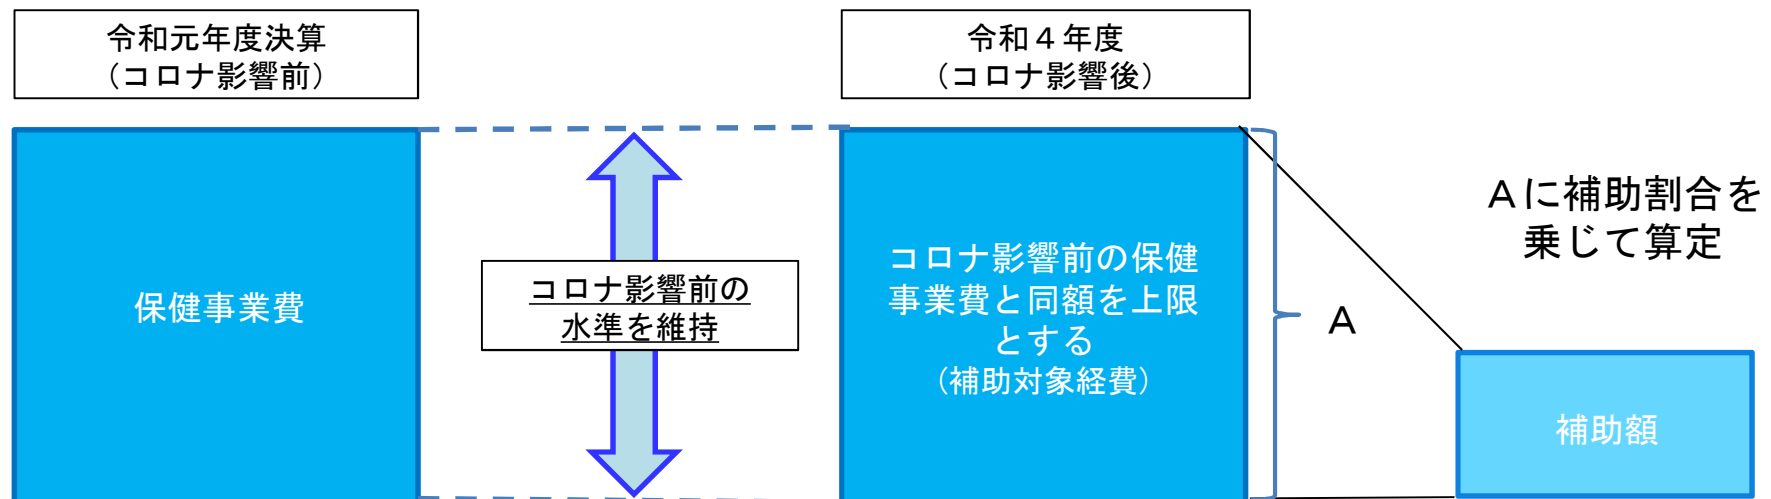 令和元年度決算
（コロナ影響前）
令和４年度
（コロナ影響後）
保健事業費
コロナ影響前の
水準を維持
コロナ影響前の保健
事業費と同額を上限
とする
（補助対象経費）
Ａ
Ａに補助割合を
乗じて算定
補助額